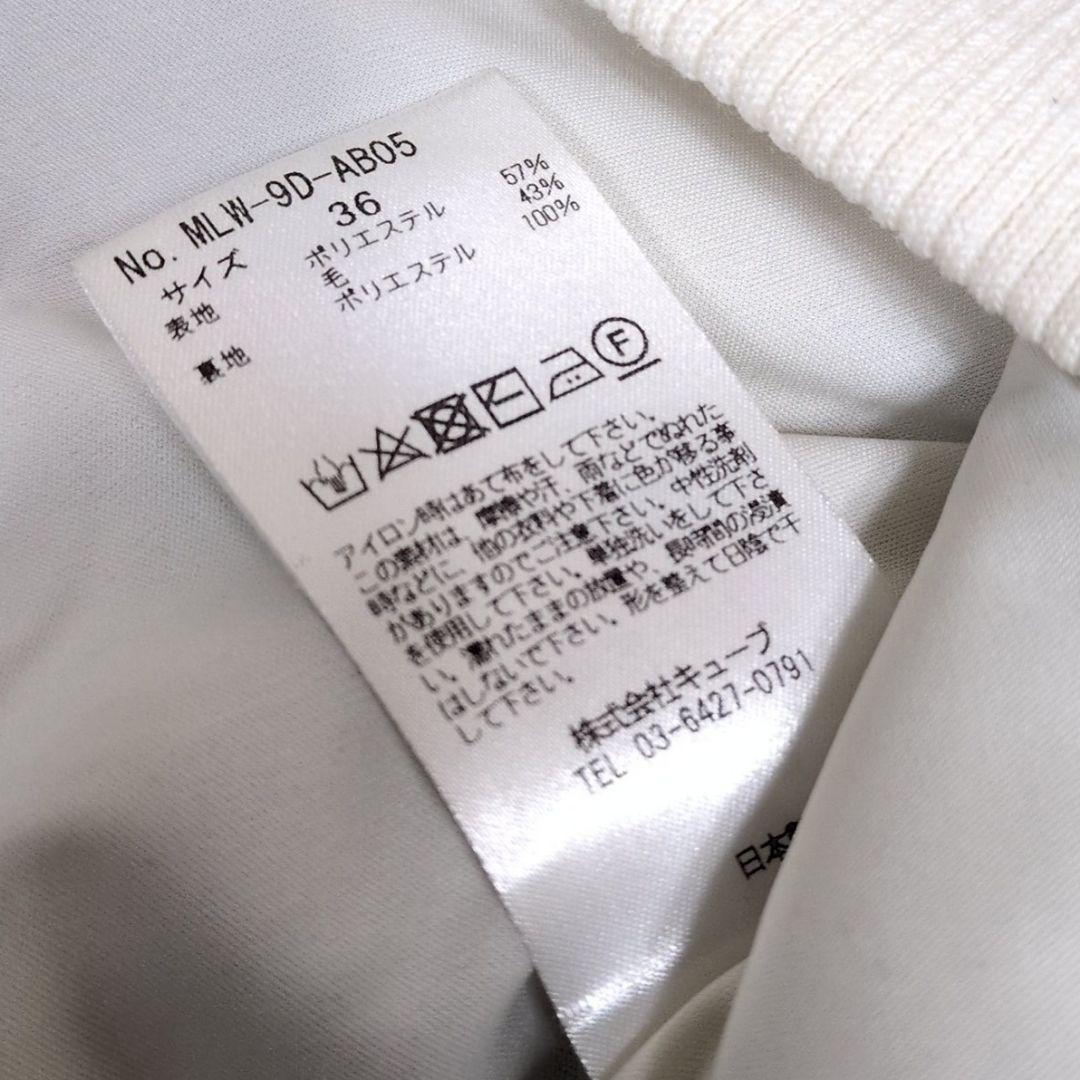 No. MLW-9D-AB05
サイズ 36
表地 ポリエステル 57%
毛 43%
裏地 ポリエステル 100%
F
アイロン時はあて布をして下さい。
この素材は、摩擦や汗、雨などでぬれた
時などに、他の衣料や下着に色が移る事
がありますのでご注意下さい。中性洗剤
を使用して下さい。単独洗いをして下さ
い。濡れたままの放置や、長時間の浸漬
はしないで下さい。形を整えて日陰で干
して下さい。
株式会社キューブ
TEL 03-6427-0791
日本